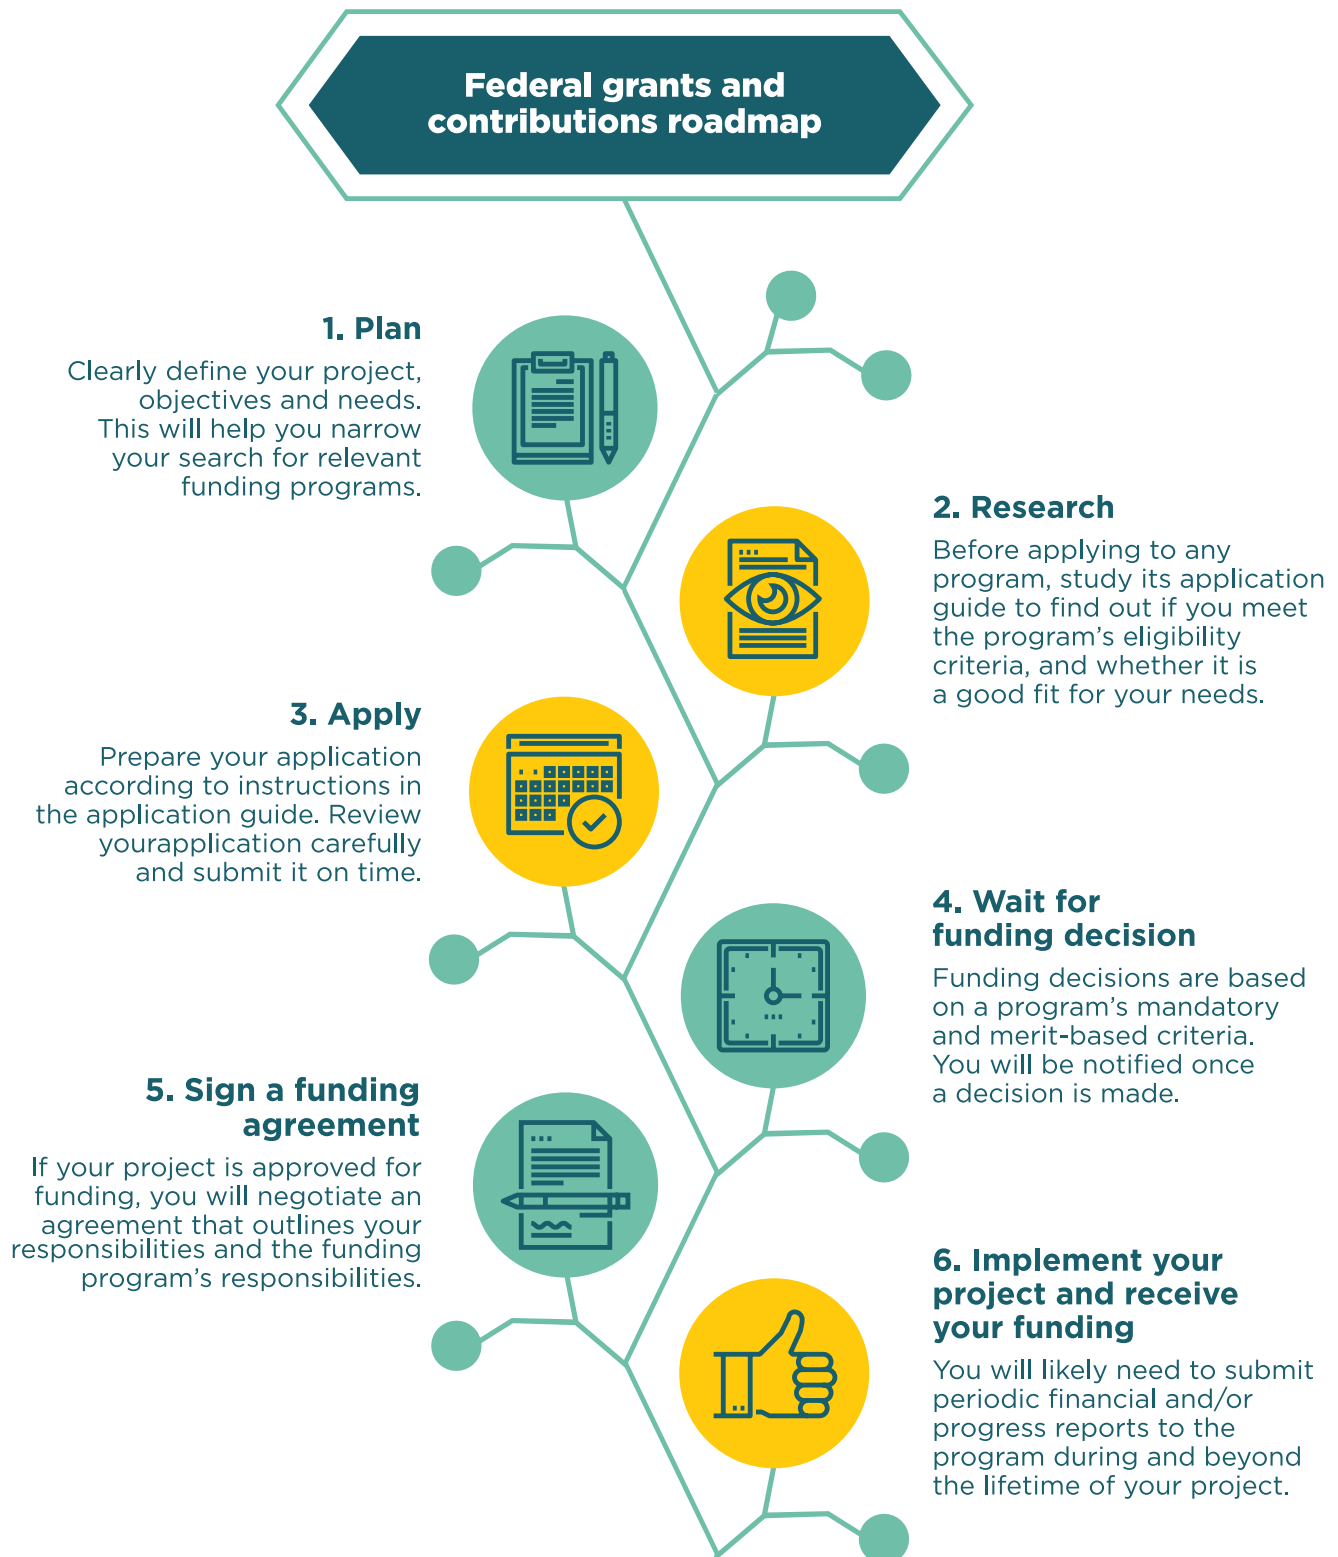 Federal grants and
contributions roadmap
1. Plan
Clearly define your project,
objectives and needs.
This will help you narrow
your search for relevant
funding programs.
2. Research
Before applying to any
program, study its application
guide to find out if you meet
the program's eligibility
criteria, and whether it is
a good fit for your needs.
3. Apply
Prepare your application
according to instructions in
the application guide. Review
yourapplication carefully
and submit it on time.
4. Wait for
funding decision
Funding decisions are based
on a program's mandatory
and merit-based criteria.
You will be notified once
a decision is made.
5. Sign a funding
agreement
If your project is approved for
funding, you will negotiate an
agreement that outlines your
responsibilities and the funding
program's responsibilities.
6. Implement your
project and receive
your funding
You will likely need to submit
periodic financial and/or
progress reports to the
program during and beyond
the lifetime of your project.